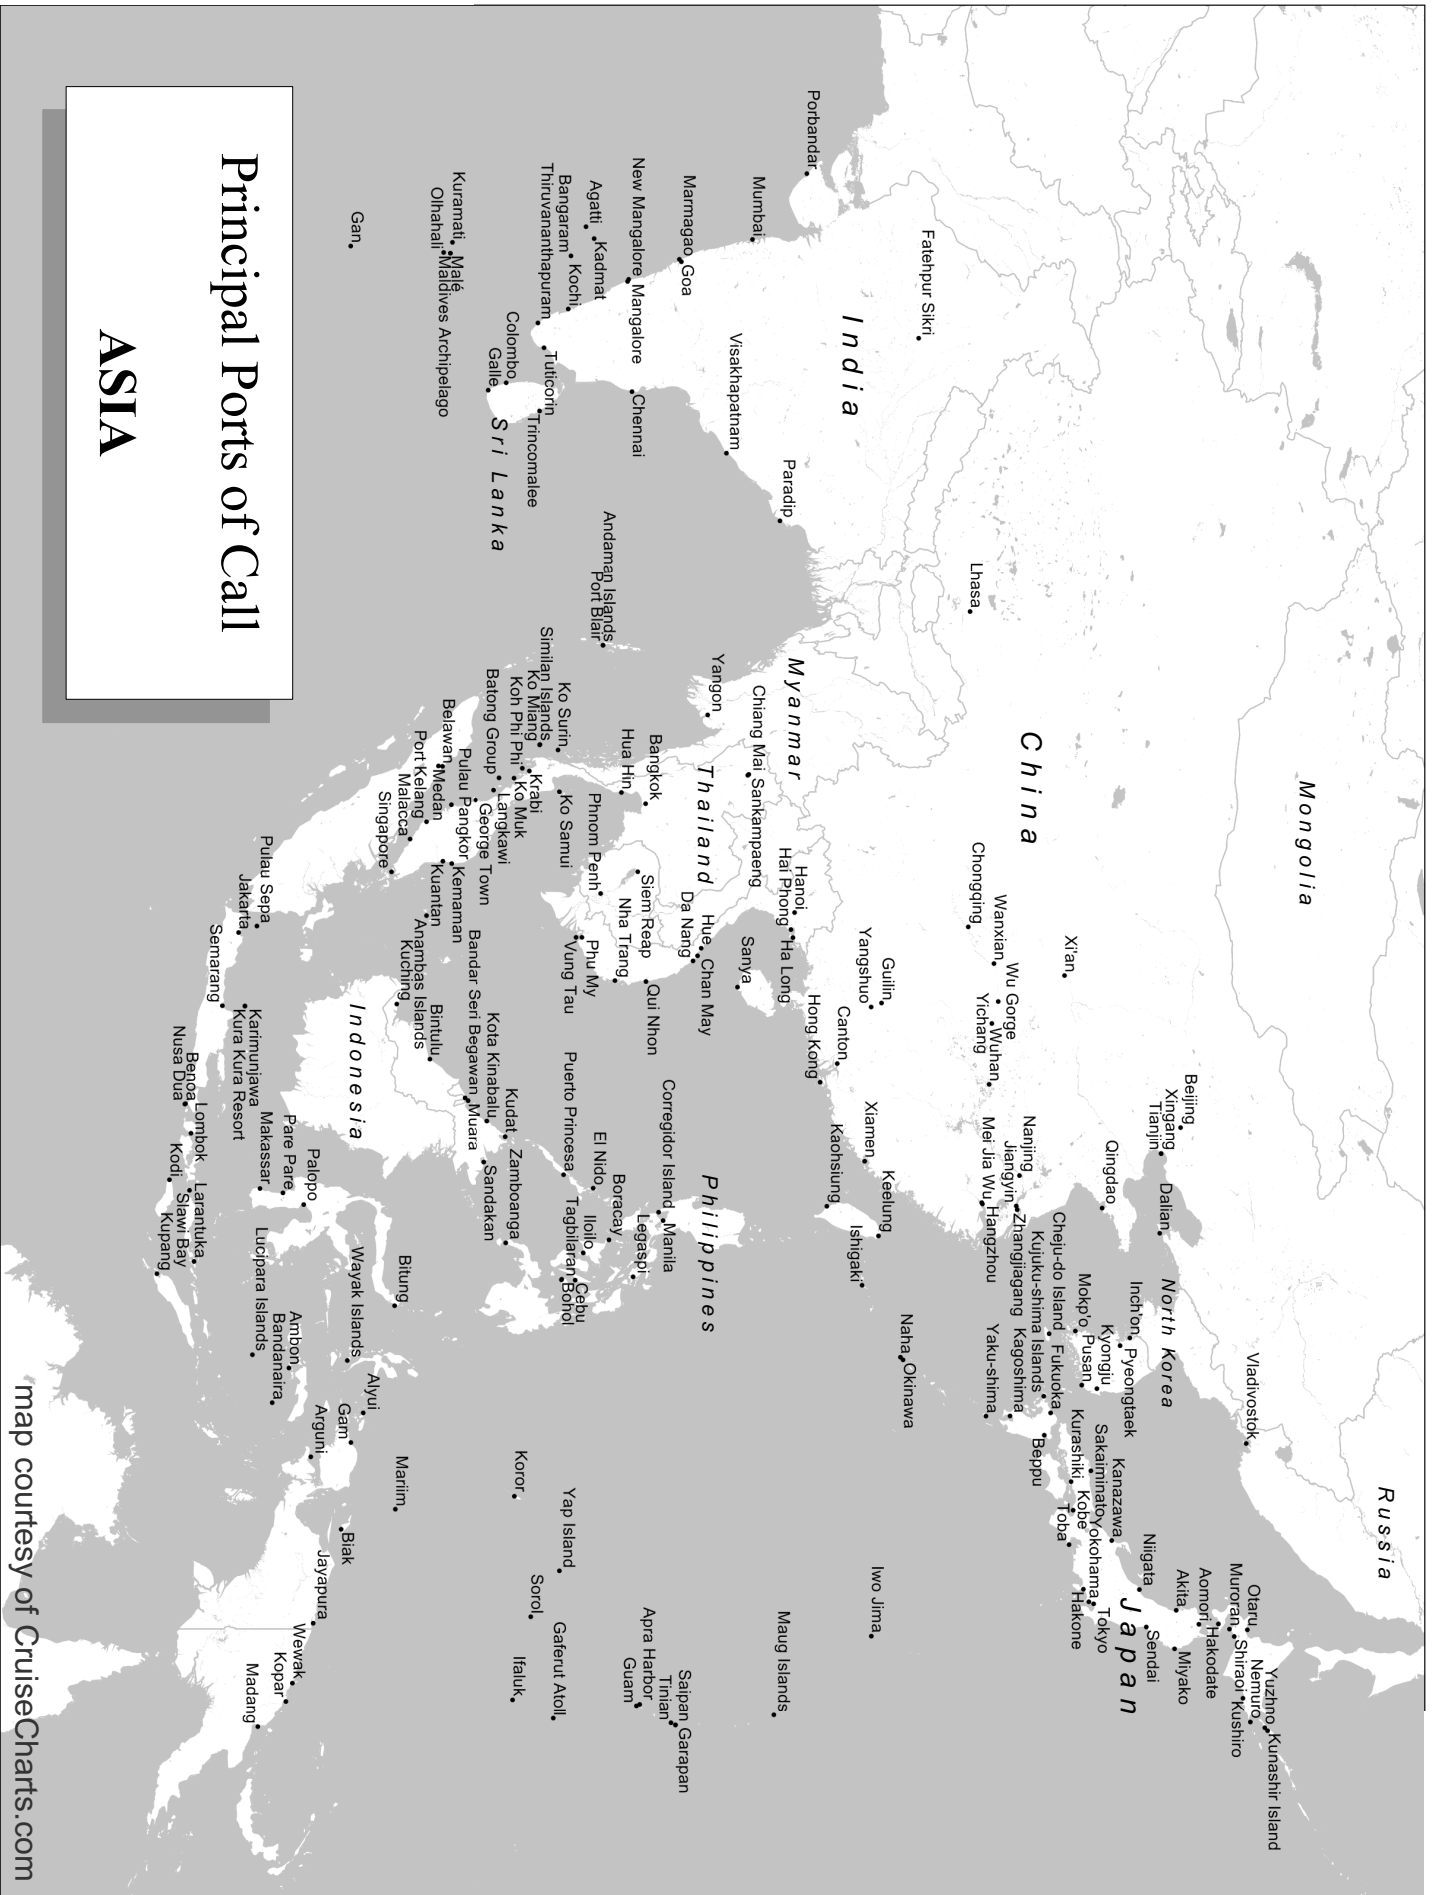 Mongolia
Russia
China
India
Myanmar
Thailand
North Korea
Japan
Philippines
Sri Lanka
Indonesia
Fatehpur Sikri
Lhasa
Porbandar
Mumbai
Marmagao
Goa
New Mangalore
Mangalore
Agatti
Kadmat
Bangaram
Kochi
Thiruvananthapuram
Tuticorin
Colombo
Galle
Trincomalee
Chennai
Visakhapatnam
Paradip
Kuramati
Malé
Olhahali
Maldives Archipelago
Gan
Andaman Islands
Port Blair
Yangon
Chiang Mai
Sankampaeng
Bangkok
Hua Hin
Ko Surin
Similan Islands
Ko Miang
Koh Phi Phi
Batong Group
Krabi
Ko Muk
Langkawi
Ko Samui
George Town
Belawan
Medan
Pulau Pangkor
Port Kelang
Malacca
Singapore
Kemaman
Kuantan
Anambas Islands
Phnom Penh
Siem Reap
Nha Trang
Phu My
Vung Tau
Qui Nhon
Da Nang
Hue
Chan May
Hanoi
Hai Phong
Ha Long
Sanya
Hong Kong
Canton
Yangshuo
Guilin
Chongqing
Wanxian
Wu Gorge
Yichang
Wuhan
Xi'an
Beijing
Xingang
Tianjin
Dalian
Qingdao
Nanjing
Jiangyin
Zhangjiagang
Mei Jia Wu
Hangzhou
Xiamen
Kaohsiung
Keelung
Ishigaki
Naha
Okinawa
Cheju-do Island
Mokp'o
Inch'on
Kyongju
Pyeongtaek
Pusan
Kujuku-shima Islands
Fukuoka
Kagoshima
Yaku-shima
Beppu
Kurashiki
Sakaiminato
Kanazawa
Kobe
Toba
Yokohama
Tokyo
Hakone
Niigata
Akita
Sendai
Aomori
Hakodate
Miyako
Muroran
Otaru
Shiraoi
Nemuro
Kushiro
Yuzhno
Kunashir Island
Vladivostok
Iwo Jima
Maug Islands
Saipan
Garapan
Tinian
Apra Harbor
Guam
Yap Island
Gaferut Atoll
Koror
Sorol
Ifaluk
Mariim
Corregidor Island
Manila
Legaspi
Boracay
El Nido
Iloilo
Puerto Princesa
Tagbilaran
Cebu
Bohol
Zamboanga
Kudat
Sandakan
Kota Kinabalu
Bandar Seri Begawan
Muara
Bintulu
Kuching
Pulau Sepa
Jakarta
Semarang
Karimunjawa
Kura Kura Resort
Benoa
Nusa Dua
Lombok
Kodi
Slawi Bay
Larantuka
Kupang
Makassar
Pare Pare
Palopo
Bitung
Wayak Islands
Lucipara Islands
Ambon
Bandanaira
Alyui
Gam
Arguni
Biak
Jayapura
Wewak
Kopar
Madang
Principal Ports of Call
ASIA
map courtesy of CruiseCharts.com